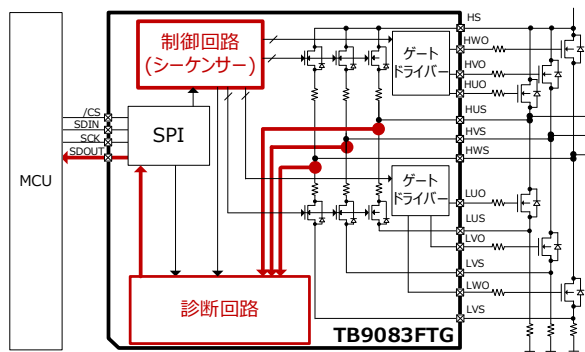 制御回路
(シーケンサー)
ゲート
ドライバー
HS
HWO
HVO
HUO
HUS
HVS
HWS
/CS
SDIN
SCK
SDOUT
SPI
MCU
ゲート
ドライバー
LUO
LUS
LVO
LVS
LWO
LVS
診断回路
TB9083FTG